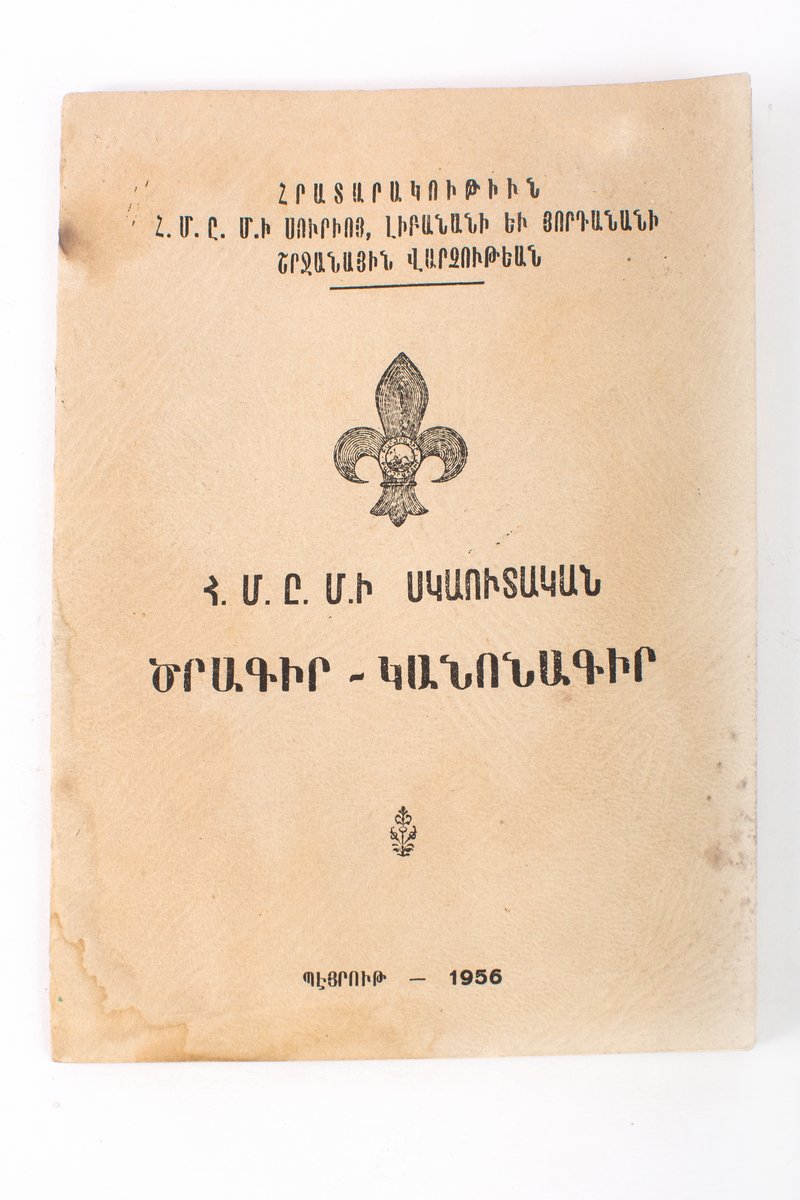 ՀՐԱՏԱՐԱԿՈՒԹԻՒՆ
Հ. Մ. Ը. Մ.Ի ՍՈՒՐԻՈՅ, ԼԻԲԱՆԱՆԻ ԵՒ ՅՈՐԴԱՆԱՆԻ
ՇՐՋԱՆԱՅԻՆ ՎԱՐՉՈՒԹԵԱՆ
Հ. Մ. Ը. Մ.Ի ՍԿԱՈՒՏԱԿԱՆ
ԾՐԱԳԻՐ - ԿԱՆՈՆԱԳԻՐ
ՊԷՅՐՈՒԹ — 1956